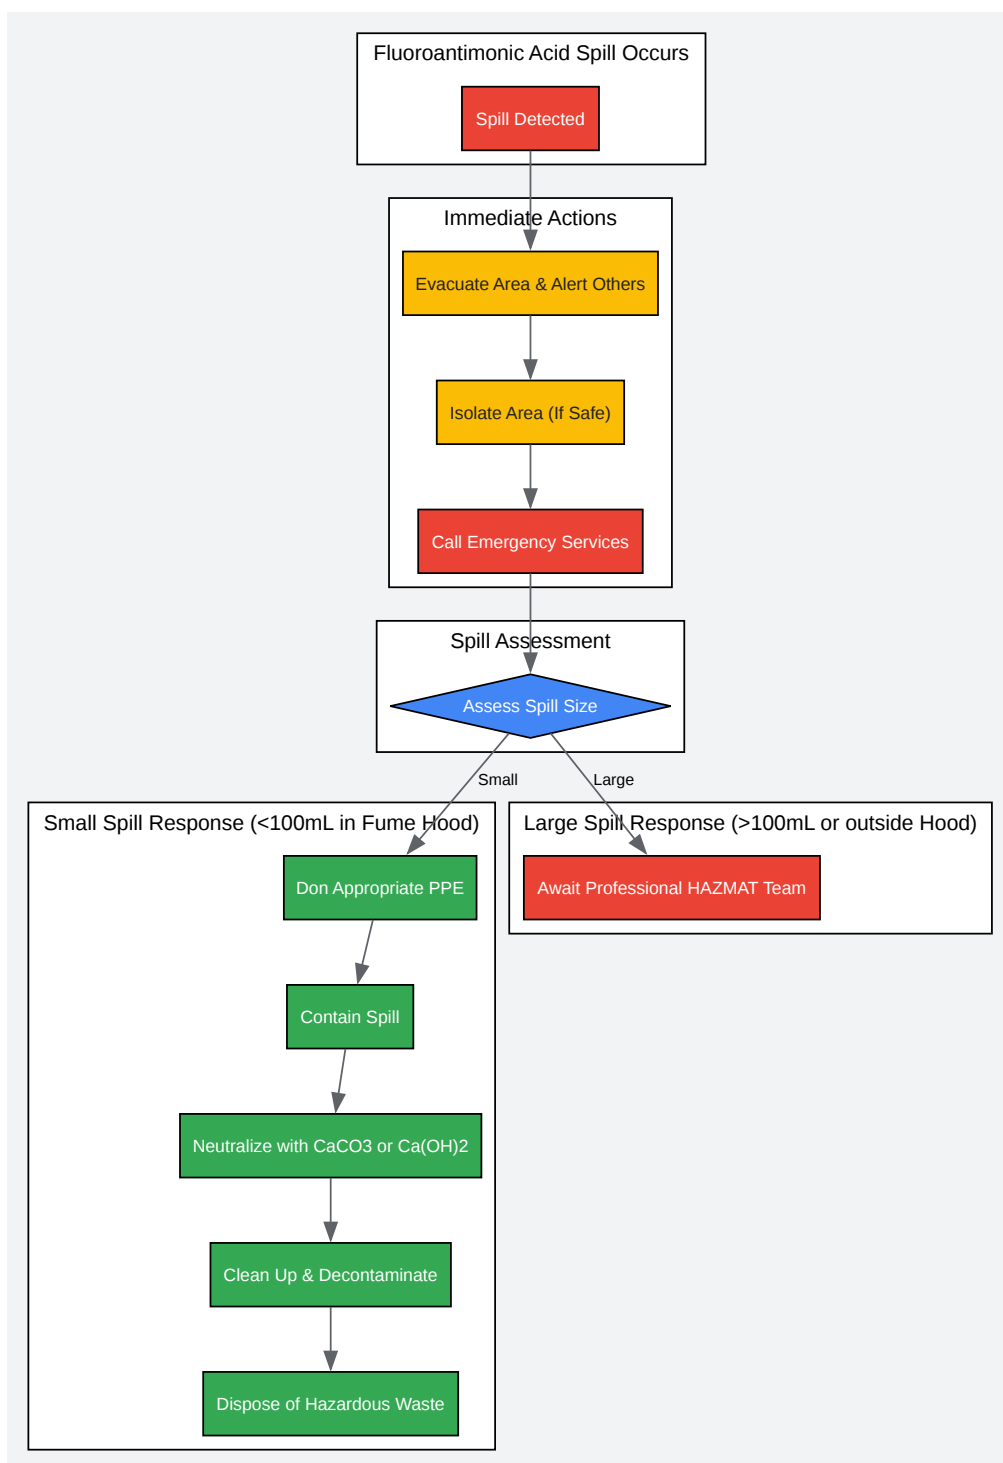 Fluoroantimonic Acid Spill Occurs
Spill Detected
Immediate Actions
Evacuate Area & Alert Others
Isolate Area (If Safe)
Call Emergency Services
Spill Assessment
Assess Spill Size
Small
Large
Small Spill Response (<100mL in Fume Hood)
Don Appropriate PPE
Contain Spill
Neutralize with CaCO3 or Ca(OH)2
Clean Up & Decontaminate
Dispose of Hazardous Waste
Large Spill Response (>100mL or outside Hood)
Await Professional HAZMAT Team